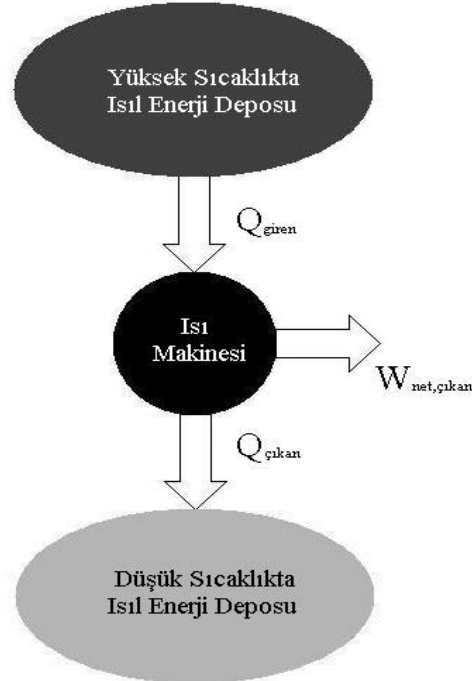 Yüksek Sıcaklıkta
Isıl Enerji Deposu
Qgiren
Isı
Makinesi
Wnet,çıkan
Qçıkan
Düşük Sıcaklıkta
Isıl Enerji Deposu